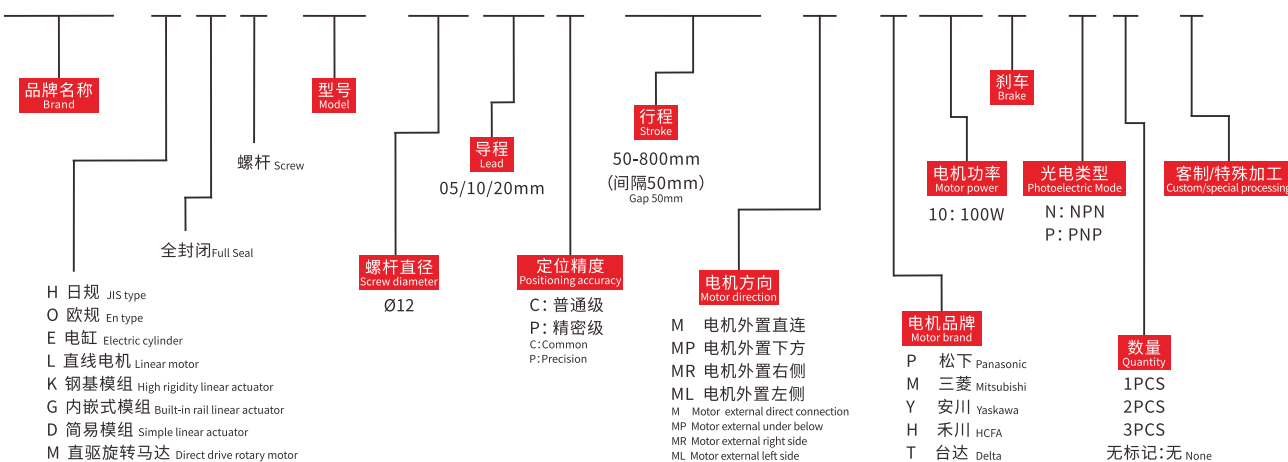 品牌名称
Brand
H 日规 JIS type
O 欧规 En type
E 电缸 Electric cylinder
L 直线电机 Linear motor
K 钢基模组 High rigidity linear actuator
G 内嵌式模组 Built-in rail linear actuator
D 简易模组 Simple linear actuator
M 直驱旋转马达 Direct drive rotary motor
全封闭 Full Seal
螺杆 Screw
型号
Model
螺杆直径
Screw diameter
Ø12
导程
Lead
05/10/20mm
定位精度
Positioning accuracy
C：普通级
P：精密级
C:Common
P:Precision
行程
Stroke
50-800mm
（间隔50mm）
Gap 50mm
电机方向
Motor direction
M 电机外置直连
MP 电机外置下方
MR 电机外置右侧
ML 电机外置左侧
M Motor external direct connection
MP Motor external under below
MR Motor external right side
ML Motor external left side
电机品牌
Motor brand
P 松下 Panasonic
M 三菱 Mitsubishi
Y 安川 Yaskawa
H 禾川 HCFA
T 台达 Delta
电机功率
Motor power
10：100W
刹车
Brake
光电类型
Photoelectric Mode
N：NPN
P：PNP
数量
Quantity
1PCS
2PCS
3PCS
无标记：无 None
客制/特殊加工
Custom/special processing